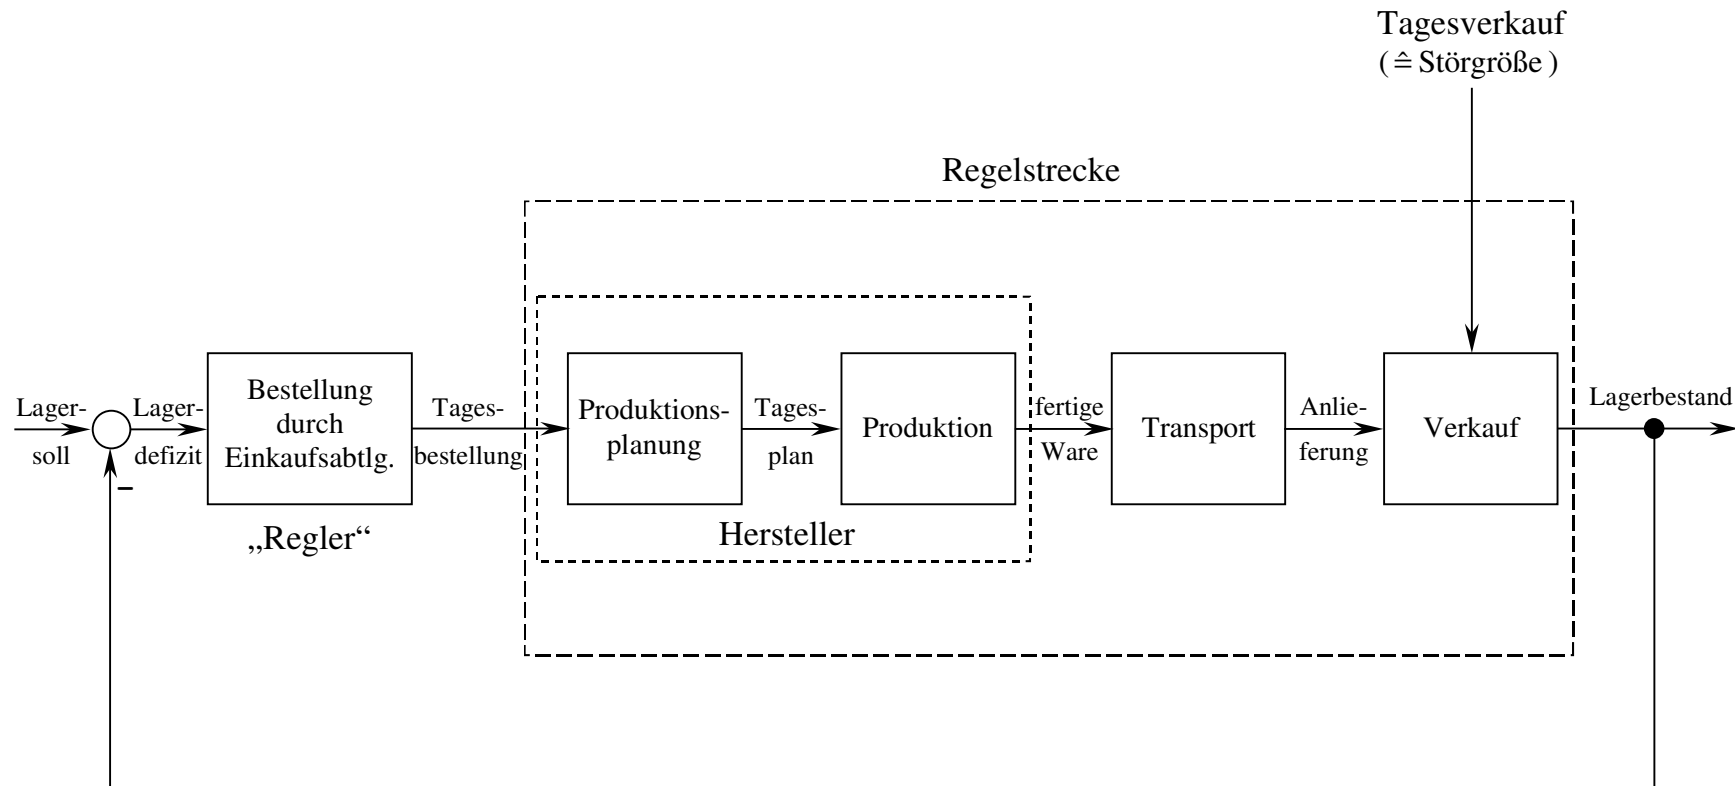 Tagesverkauf
( ≙ Störgröße )
Regelstrecke
Lager-
soll
Lager-
defizit
–
Bestellung
durch
Einkaufsabtlg.
„Regler“
Tages-
bestellung
Produktions-
planung
Tages-
plan
Produktion
Hersteller
fertige
Ware
Transport
Anlie-
ferung
Verkauf
Lagerbestand